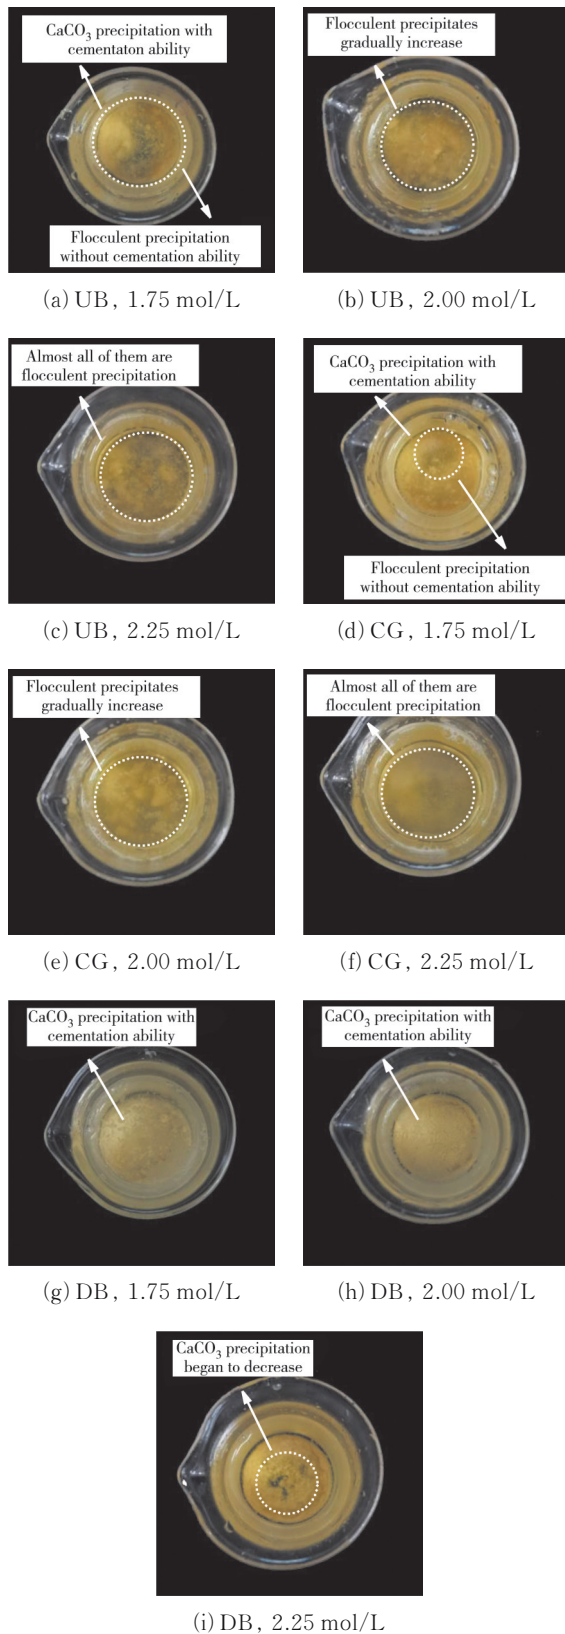 CaCO₃ precipitation with
cementaton ability
Flocculent precipitation
without cementation ability
(a) UB, 1.75 mol/L
Flocculent precipitates
gradually increase
(b) UB, 2.00 mol/L
Almost all of them are
flocculent precipitation
(c) UB, 2.25 mol/L
CaCO₃ precipitation with
cementation ability
Flocculent precipitation
without cementation ability
(d) CG, 1.75 mol/L
Flocculent precipitates
gradually increase
(e) CG, 2.00 mol/L
Almost all of them are
flocculent precipitation
(f) CG, 2.25 mol/L
CaCO₃ precipitation with
cementation ability
(g) DB, 1.75 mol/L
CaCO₃ precipitation with
cementation ability
(h) DB, 2.00 mol/L
CaCO₃ precipitation
began to decrease
(i) DB, 2.25 mol/L